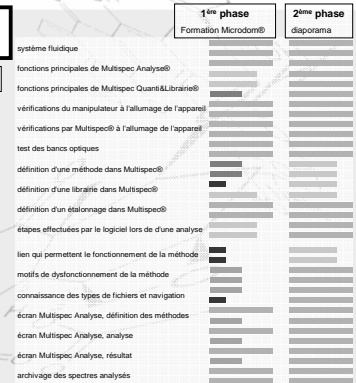 1ère phase
2ème phase
Formation Microdom®
diaporama
système fluidique
fonctions principales de Multispec Analyse®
fonctions principales de Multispec Quanti&Librairie®
vérifications du manipulateur à l'allumage de l'appareil
vérifications par Multispec® à l'allumage de l'appareil
test des bancs optiques
définition d'une méthode dans Multispec®
définition d'une librairie dans Multispec®
définition d'un étalonnage dans Multispec®
étapes effectuées par le logiciel lors de d'une analyse
lien qui permettent le fonctionnement de la méthode
motifs de dysfonctionement de la méthode
connaissance des types de fichiers et navigation
écran Multispec Analyse, définition des méthodes
écran Multispec Analyse, analyse
écran Multispec Analyse, résultat
archivage des spectres analysés